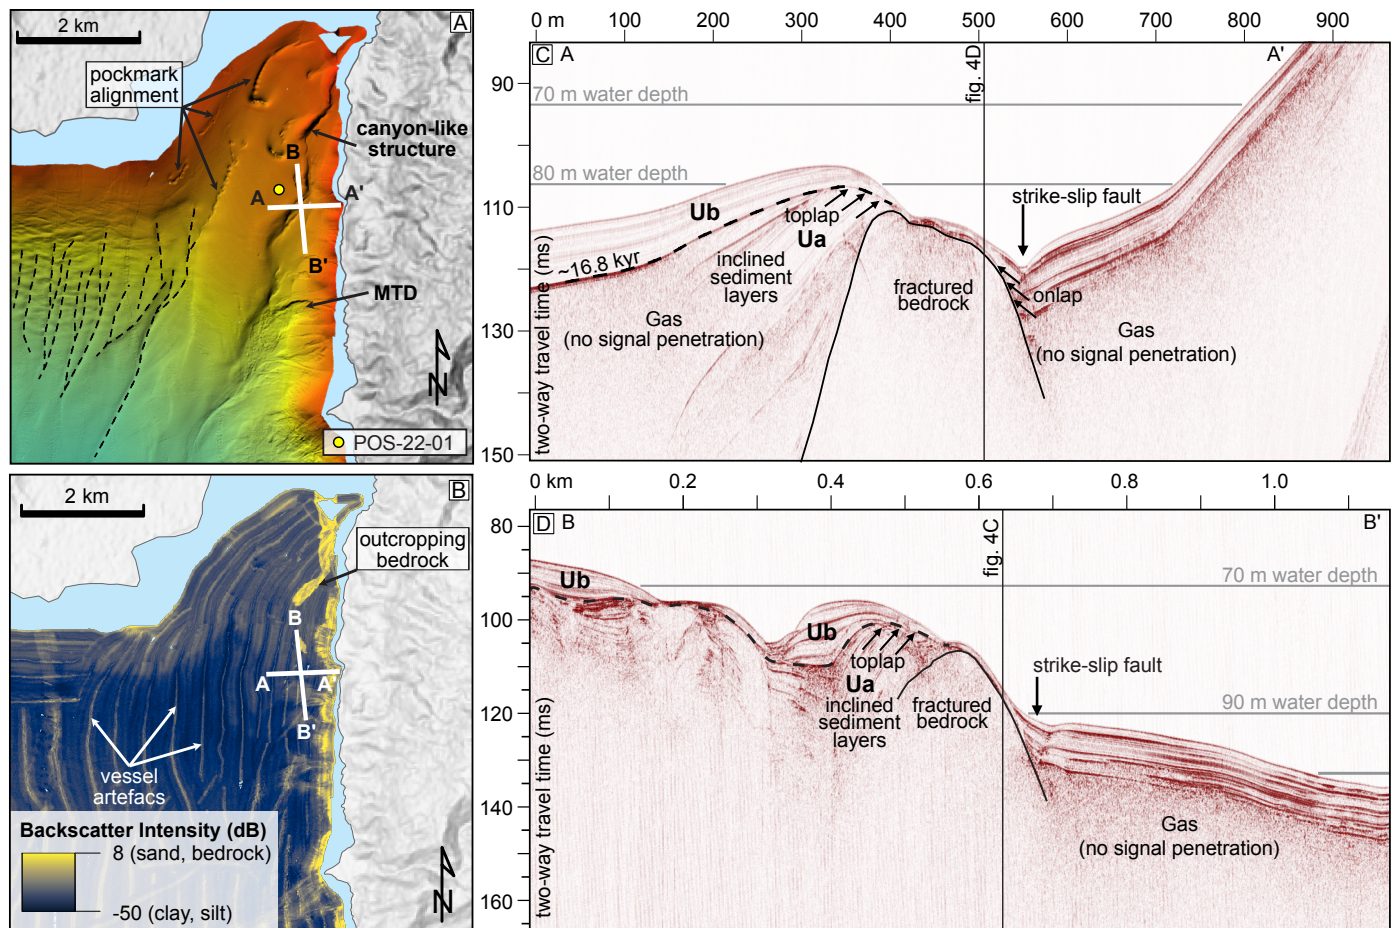 2 km
A
pockmark
alignment
canyon-like
structure
B
A
A'
B'
MTD
N
POS-22-01
B
2 km
outcropping
bedrock
B
A
A'
B'
vessel
artefacs
Backscatter Intensity (dB)
8 (sand, bedrock)
-50 (clay, silt)
N
0 m 100 200 300 400 500 600 700 800 900
C A
fig. 4D
A'
90
110
130
150
two-way travel time (ms)
70 m water depth
80 m water depth
strike-slip fault
Ub
toplap
Ua
~16.8 kyr
inclined
sediment
layers
fractured
bedrock
onlap
Gas
(no signal penetration)
Gas
(no signal penetration)
0 km 0.2 0.4 0.6 0.8 1.0
D B
fig. 4C
B'
80
100
120
140
160
two-way travel time (ms)
Ub
70 m water depth
Ub
toplap
Ua
strike-slip fault
inclined
sediment
layers
fractured
bedrock
90 m water depth
Gas
(no signal penetration)